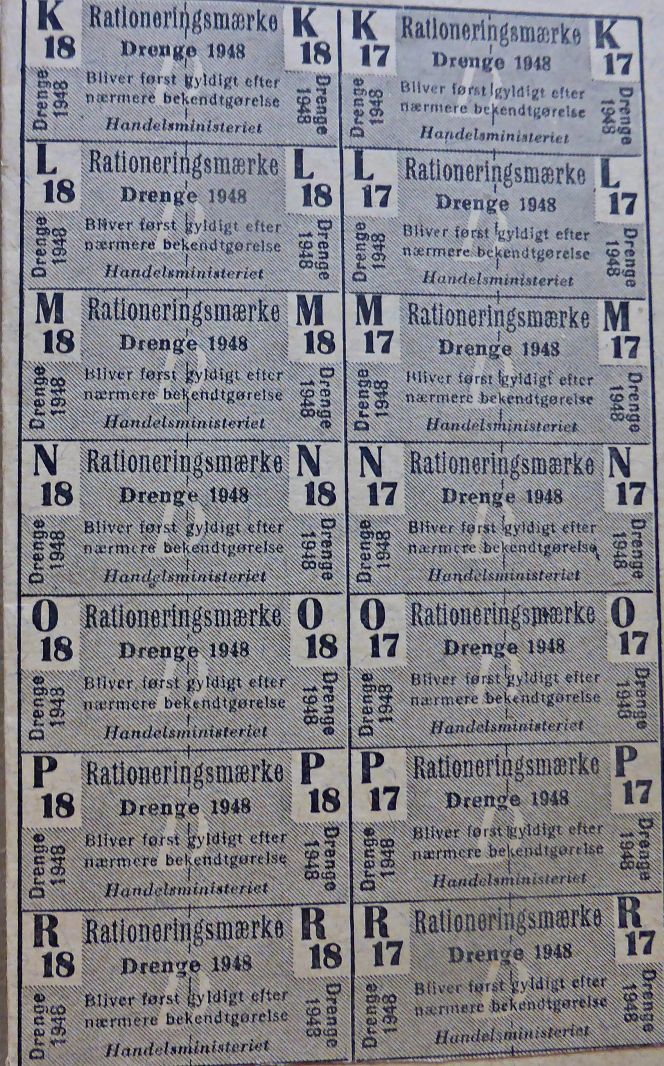 K Rationeringsmærke K
18 Drenge 1948 18
Drenge 1948
Bliver først gyldigt efter
nærmere bekendtgørelse
Drenge 1948
Handelsministeriet
K Rationeringsmærke K
17 Drenge 1948 17
Drenge 1948
Bliver først gyldigt efter
nærmere bekendtgørelse
Drenge 1948
Handelsministeriet
L Rationeringsmærke L
18 Drenge 1948 18
Drenge 1948
Bliver først gyldigt efter
nærmere bekendtgørelse
Drenge 1948
Handelsministeriet
L Rationeringsmærke L
17 Drenge 1948 17
Drenge 1948
Bliver først gyldigt efter
nærmere bekendtgørelse
Drenge 1948
Handelsministeriet
M Rationeringsmærke M
18 Drenge 1948 18
Drenge 1948
Bliver først gyldigt efter
nærmere bekendtgørelse
Drenge 1948
Handelsministeriet
M Rationeringsmærke M
17 Drenge 1948 17
Drenge 1948
Bliver først gyldigt efter
nærmere bekendtgørelse
Drenge 1948
Handelsministeriet
N Rationeringsmærke N
18 Drenge 1948 18
Drenge 1948
Bliver først gyldigt efter
nærmere bekendtgørelse
Drenge 1948
Handelsministeriet
N Rationeringsmærke N
17 Drenge 1948 17
Drenge 1948
Bliver først gyldigt efter
nærmere bekendtgørelse
Drenge 1948
Handelsministeriet
O Rationeringsmærke O
18 Drenge 1948 18
Drenge 1948
Bliver først gyldigt efter
nærmere bekendtgørelse
Drenge 1948
Handelsministeriet
O Rationeringsmærke O
17 Drenge 1948 17
Drenge 1948
Bliver først gyldigt efter
nærmere bekendtgørelse
Drenge 1948
Handelsministeriet
P Rationeringsmærke P
18 Drenge 1948 18
Drenge 1948
Bliver først gyldigt efter
nærmere bekendtgørelse
Drenge 1948
Handelsministeriet
P Rationeringsmærke P
17 Drenge 1948 17
Drenge 1948
Bliver først gyldigt efter
nærmere bekendtgørelse
Drenge 1948
Handelsministeriet
R Rationeringsmærke R
18 Drenge 1948 18
Drenge 1948
Bliver først gyldigt efter
nærmere bekendtgørelse
Drenge 1948
Handelsministeriet
R Rationeringsmærke R
17 Drenge 1948 17
Drenge 1948
Bliver først gyldigt efter
nærmere bekendtgørelse
Drenge 1948
Handelsministeriet